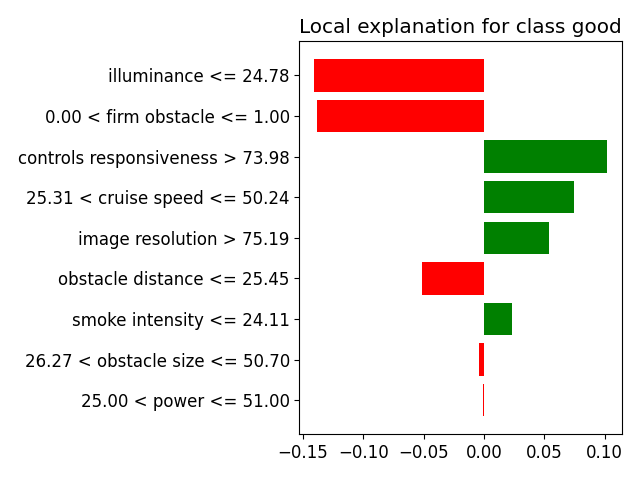 Local explanation for class good
illuminance <= 24.78
0.00 < firm obstacle <= 1.00
controls responsiveness > 73.98
25.31 < cruise speed <= 50.24
image resolution > 75.19
obstacle distance <= 25.45
smoke intensity <= 24.11
26.27 < obstacle size <= 50.70
25.00 < power <= 51.00
−0.15 −0.10 −0.05 0.00 0.05 0.10